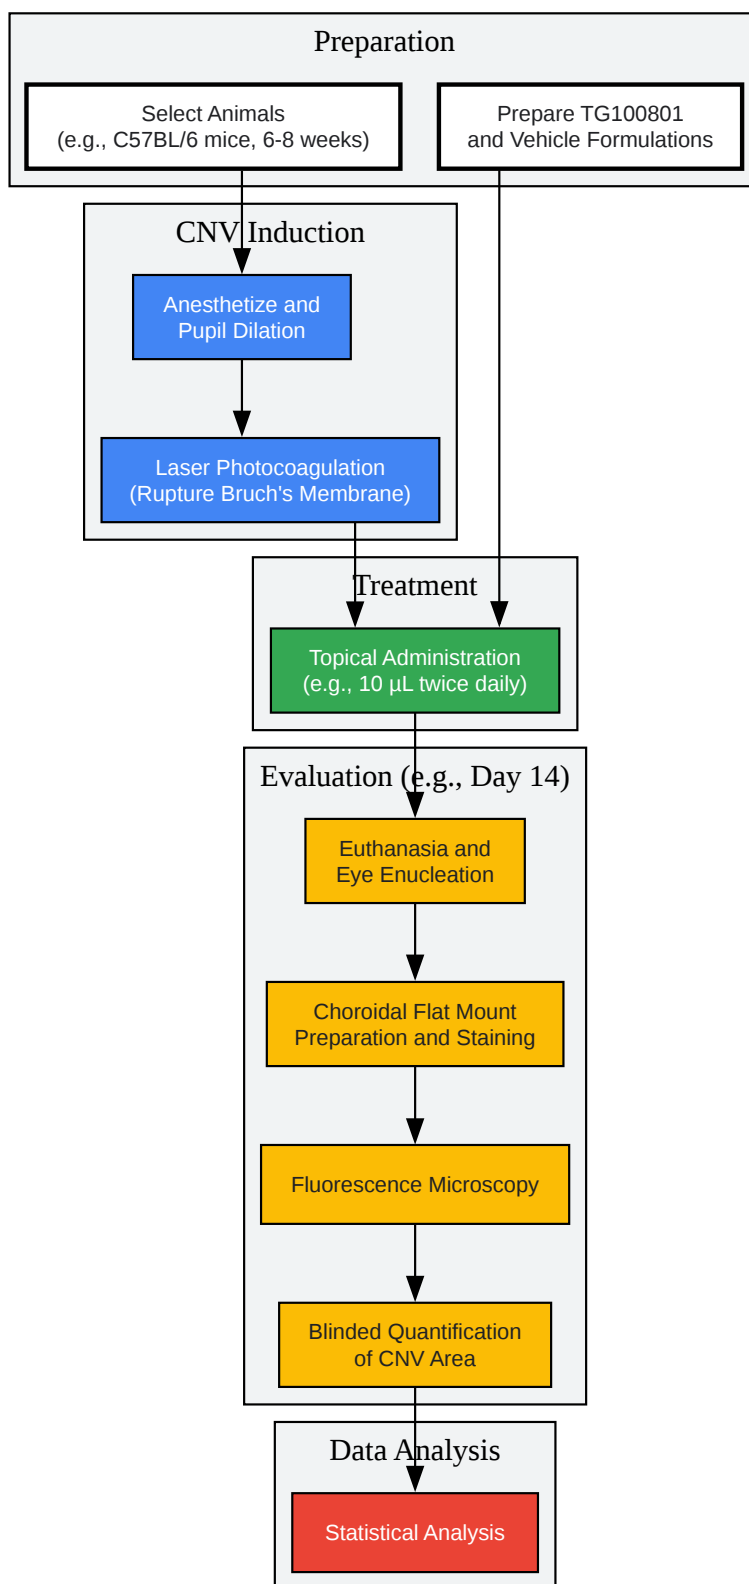 Preparation
Select Animals
(e.g., C57BL/6 mice, 6-8 weeks)
Prepare TG100801
and Vehicle Formulations
CNV Induction
Anesthetize and
Pupil Dilation
Laser Photocoagulation
(Rupture Bruch's Membrane)
Treatment
Topical Administration
(e.g., 10 µL twice daily)
Evaluation (e.g., Day 14)
Euthanasia and
Eye Enucleation
Choroidal Flat Mount
Preparation and Staining
Fluorescence Microscopy
Blinded Quantification
of CNV Area
Data Analysis
Statistical Analysis